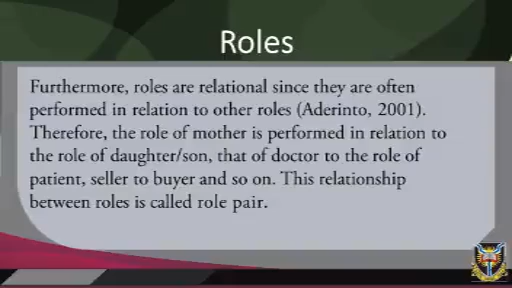 Roles
Furthermore, roles are relational since they are often
performed in relation to other roles (Aderinto, 2001).
Therefore, the role of mother is performed in relation to
the role of daughter/son, that of doctor to the role of
patient, seller to buyer and so on. This relationship
between roles is called role pair.